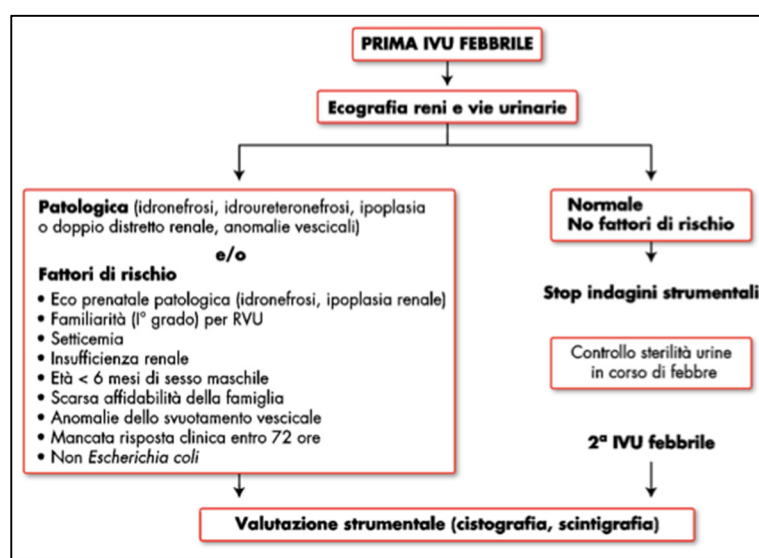 PRIMA IVU FEBBRILE
Ecografia reni e vie urinarie
Patologica (idronefrosi, idroureteronefrosi, ipoplasia
o doppio distretto renale, anomalie vescicali)
e/o
Fattori di rischio
• Eco prenatale patologica (idronefrosi, ipoplasia renale)
• Familiarità (I° grado) per RVU
• Setticemia
• Insufficienza renale
• Età < 6 mesi di sesso maschile
• Scarsa affidabilità della famiglia
• Anomalie dello svuotamento vescicale
• Mancata risposta clinica entro 72 ore
• Non Escherichia coli
Normale
No fattori di rischio
Stop indagini strumentali
Controllo sterilità urine
in corso di febbre
2ª IVU febbrile
Valutazione strumentale (cistografia, scintigrafia)